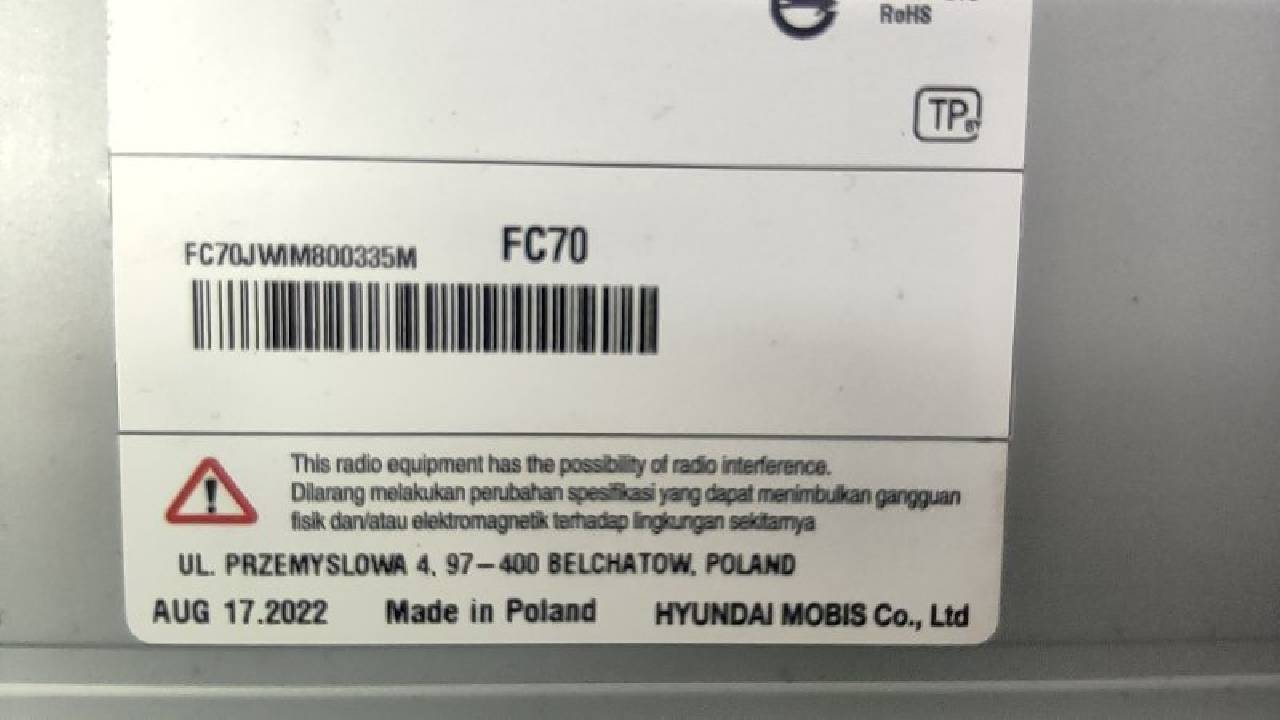 RoHS
TP
FC70JWIM800335M FC70
This radio equipment has the possibility of radio interference.
Dilarang melakukan perubahan spesifikasi yang dapat menimbulkan gangguan
fisik dan/atau elektromagnetik terhadap lingkungan sekitarnya
UL. PRZEMYSLOWA 4, 97-400 BELCHATOW, POLAND
AUG 17.2022 Made in Poland HYUNDAI MOBIS Co., Ltd